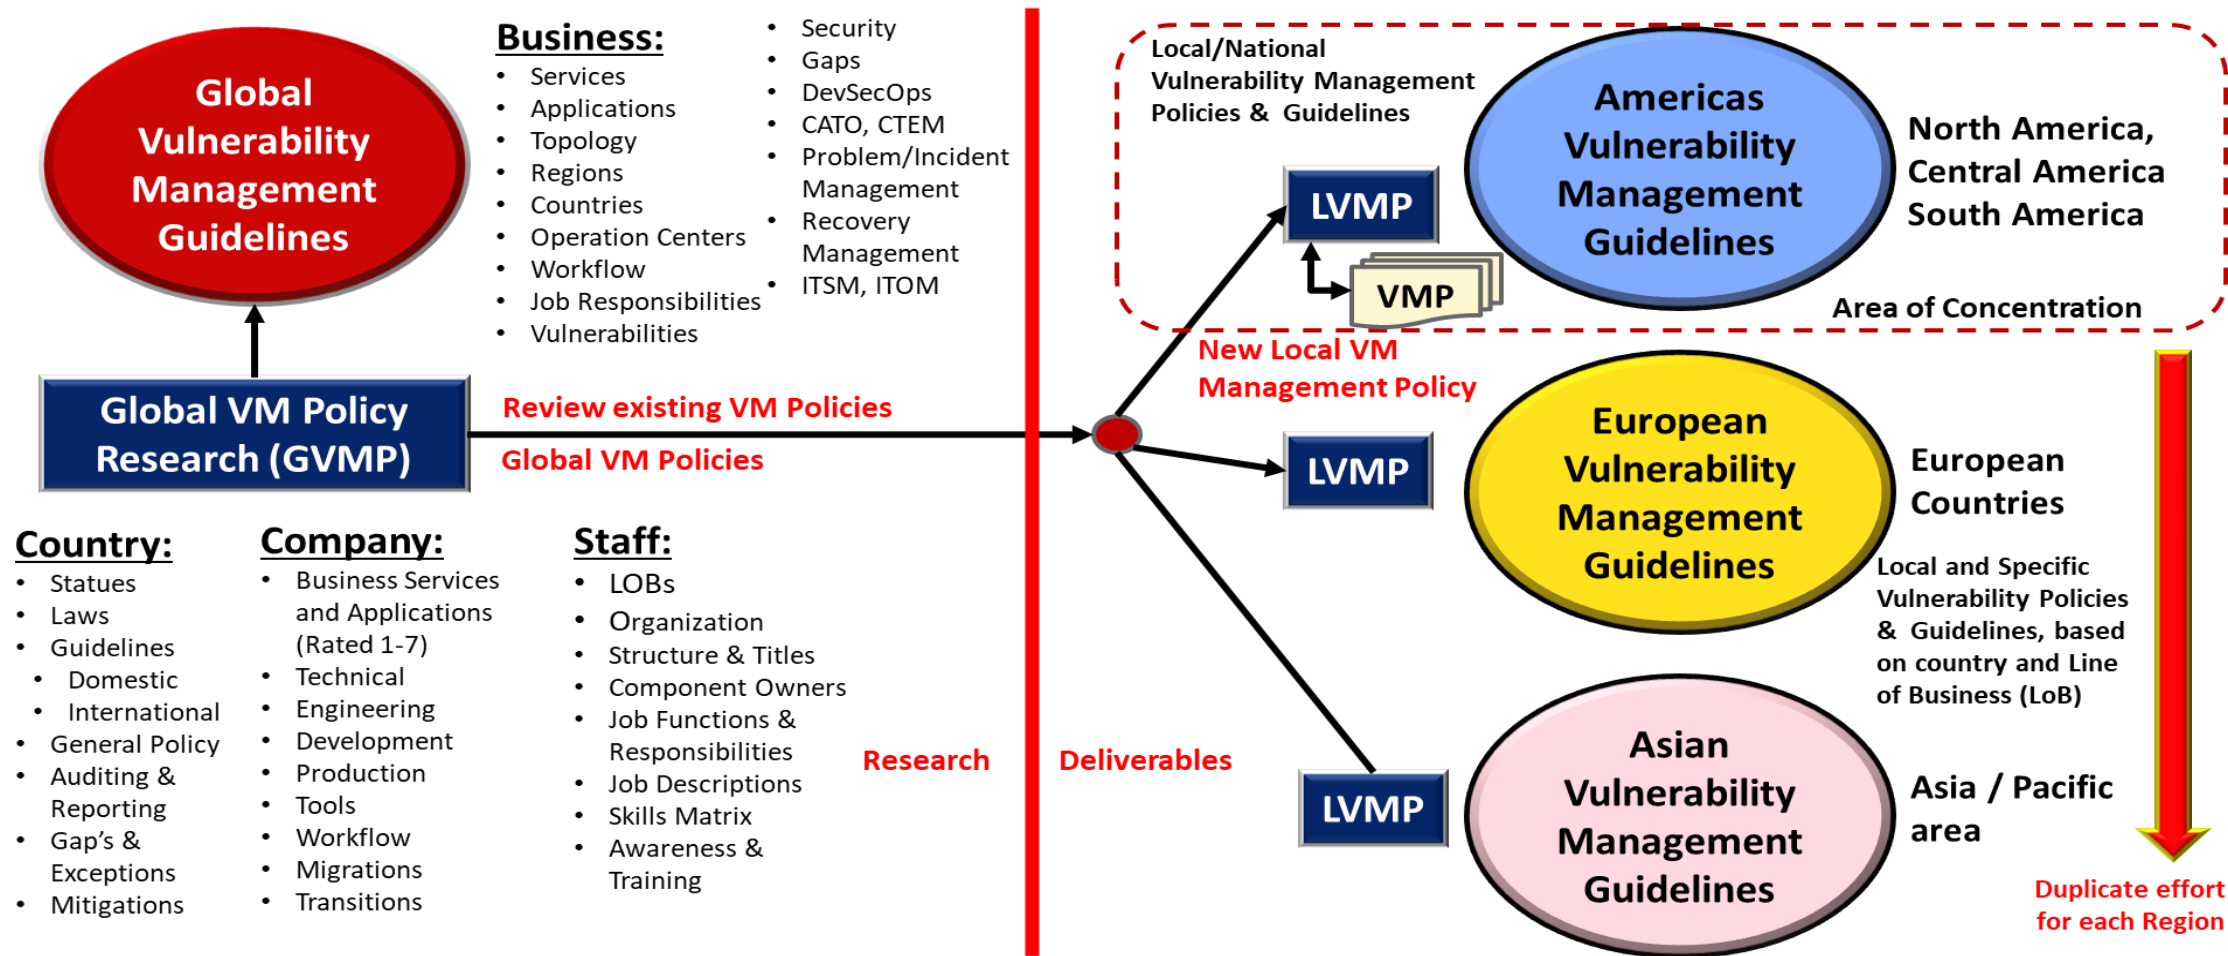 Global
Vulnerability
Management
Guidelines
Business:
• Services
• Applications
• Topology
• Regions
• Countries
• Operation Centers
• Workflow
• Job Responsibilities
• Vulnerabilities
• Security
• Gaps
• DevSecOps
• CATO, CTEM
• Problem/Incident
Management
• Recovery
Management
• ITSM, ITOM
Global VM Policy
Research (GVMP)
Review existing VM Policies
Global VM Policies
Country:
• Statues
• Laws
• Guidelines
• Domestic
• International
• General Policy
• Auditing &
Reporting
• Gap’s &
Exceptions
• Mitigations
Company:
• Business Services
and Applications
(Rated 1-7)
• Technical
• Engineering
• Development
• Production
• Tools
• Workflow
• Migrations
• Transitions
Staff:
• LOBs
• Organization
• Structure & Titles
• Component Owners
• Job Functions &
Responsibilities
• Job Descriptions
• Skills Matrix
• Awareness &
Training
Research
Deliverables
Local/National
Vulnerability Management
Policies & Guidelines
LVMP
VMP
Americas
Vulnerability
Management
Guidelines
North America,
Central America
South America
Area of Concentration
New Local VM
Management Policy
LVMP
European
Vulnerability
Management
Guidelines
European
Countries
Local and Specific
Vulnerability Policies
& Guidelines, based
on country and Line
of Business (LoB)
LVMP
Asian
Vulnerability
Management
Guidelines
Asia / Pacific
area
Duplicate effort
for each Region